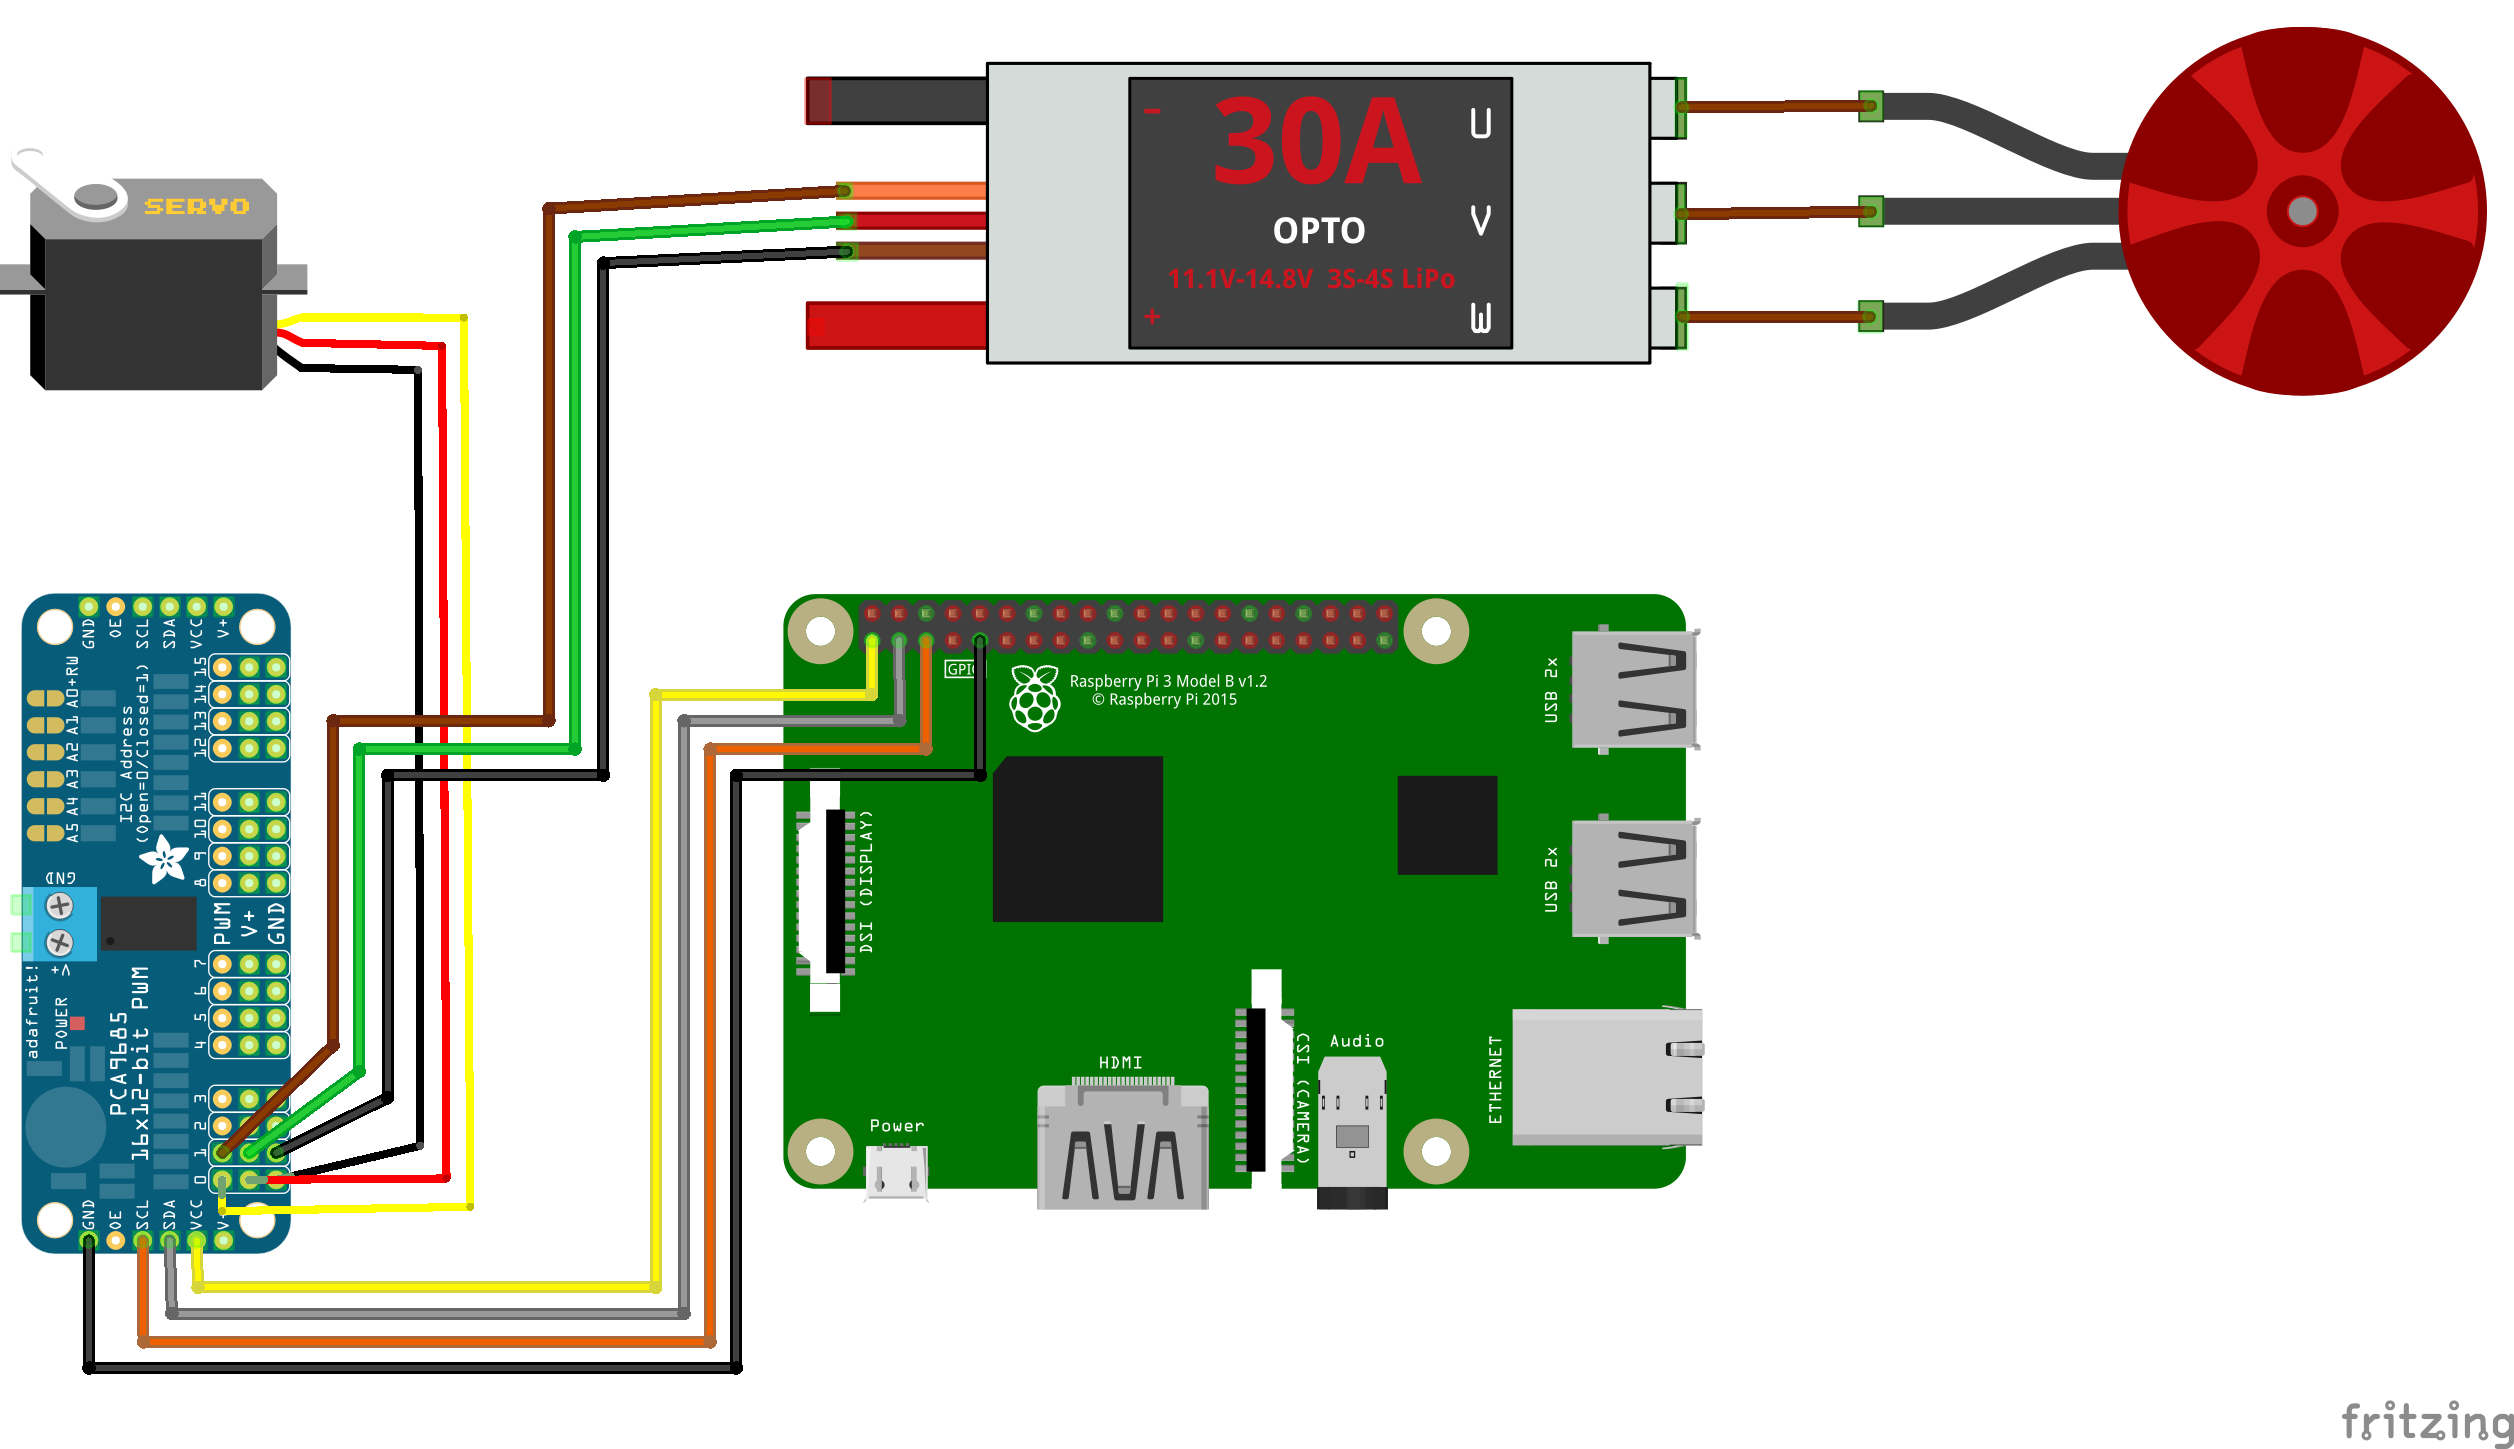 SERVO
−
30A
OPTO
11.1V-14.8V 3S-4S LiPo
+
U
V
W
GND
OE
SCL
SDA
VCC
V+
A0+RW
A1
A2
A3
A4
A5
I2C Address
(Open=0/Closed=1)
15
14
13
12
11
10
9
8
GND
PWM
V+
GND
V+
7
6
5
4
3
2
1
0
adafruit!
POWER
PCA9685
16x12-bit PWM
GND
OE
SCL
SDA
VCC
Raspberry Pi 3 Model B v1.2
© Raspberry Pi 2015
USB 2x
USB 2x
DSI (DISPLAY)
ETHERNET
Audio
CSI (CAMERA)
HDMI
Power
fritzing